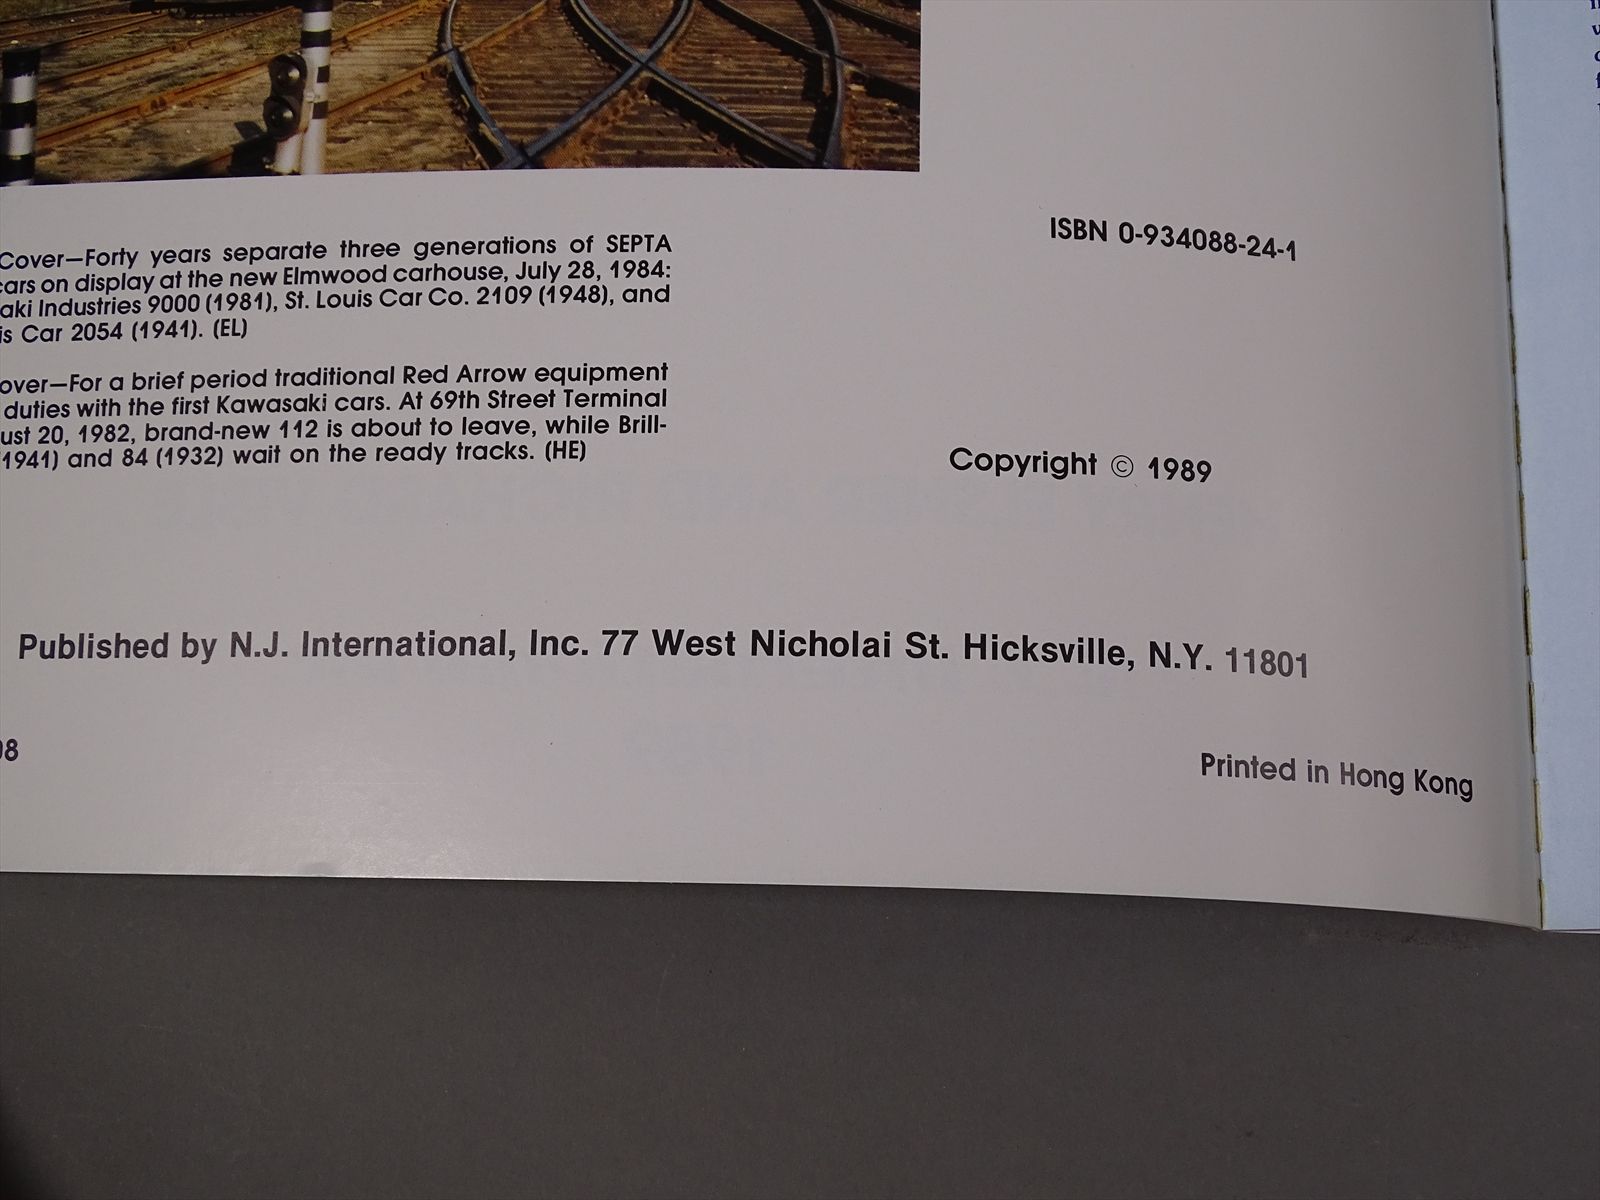 Cover—Forty years separate three generations of SEPTA
cars on display at the new Elmwood carhouse, July 28, 1984:
aki Industries 9000 (1981), St. Louis Car Co. 2109 (1948), and
is Car 2054 (1941). (EL)
over—For a brief period traditional Red Arrow equipment
duties with the first Kawasaki cars. At 69th Street Terminal
ust 20, 1982, brand-new 112 is about to leave, while Brill-
1941) and 84 (1932) wait on the ready tracks. (HE)
ISBN 0-934088-24-1
Copyright © 1989
Published by N.J. International, Inc. 77 West Nicholai St. Hicksville, N.Y. 11801
98
Printed in Hong Kong